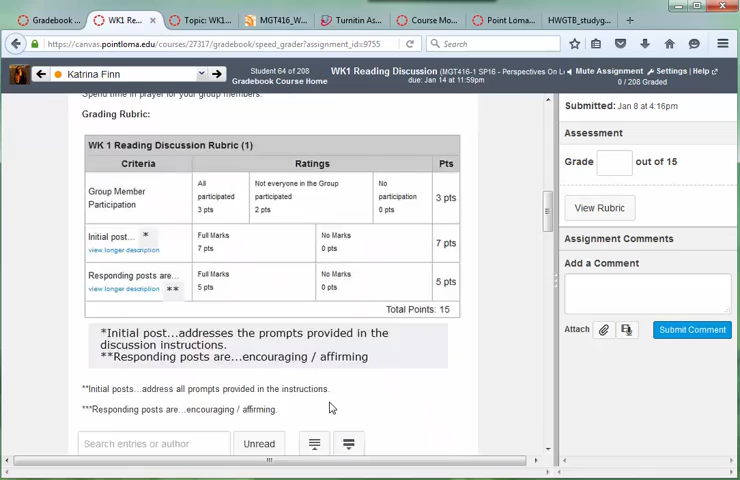 Gradebook ...
WK1 Re...
Topic: WK1...
MGT416_W...
Turnitin As...
Course Mo...
Point Loma...
HWGTB_studyg...
https://canvas.pointloma.edu/courses/27317/gradebook/speed_grader?assignment_id=9755
Search
Katrina Finn
Student 64 of 208
Gradebook Course Home
WK1 Reading Discussion (MGT416-1 SP16 - Perspectives On L
due: Jan 14 at 11:59pm
Mute Assignment
Settings
Help
0 / 208 Graded
Spend time in prayer for your group members.
Grading Rubric:
WK 1 Reading Discussion Rubric (1)
Criteria
Ratings
Pts
Group Member Participation
All participated
3 pts
Not everyone in the Group participated
2 pts
No participation
0 pts
3 pts
Initial post... *
view longer description
Full Marks
7 pts
No Marks
0 pts
7 pts
Responding posts are...
view longer description **
Full Marks
5 pts
No Marks
0 pts
5 pts
Total Points: 15
*Initial post...addresses the prompts provided in the
discussion instructions.
**Responding posts are...encouraging / affirming
**Initial posts...address all prompts provided in the instructions.
***Responding posts are...encouraging / affirming.
Search entries or author
Unread
Submitted: Jan 8 at 4:16pm
Assessment
Grade out of 15
View Rubric
Assignment Comments
Add a Comment
Attach
Submit Comment